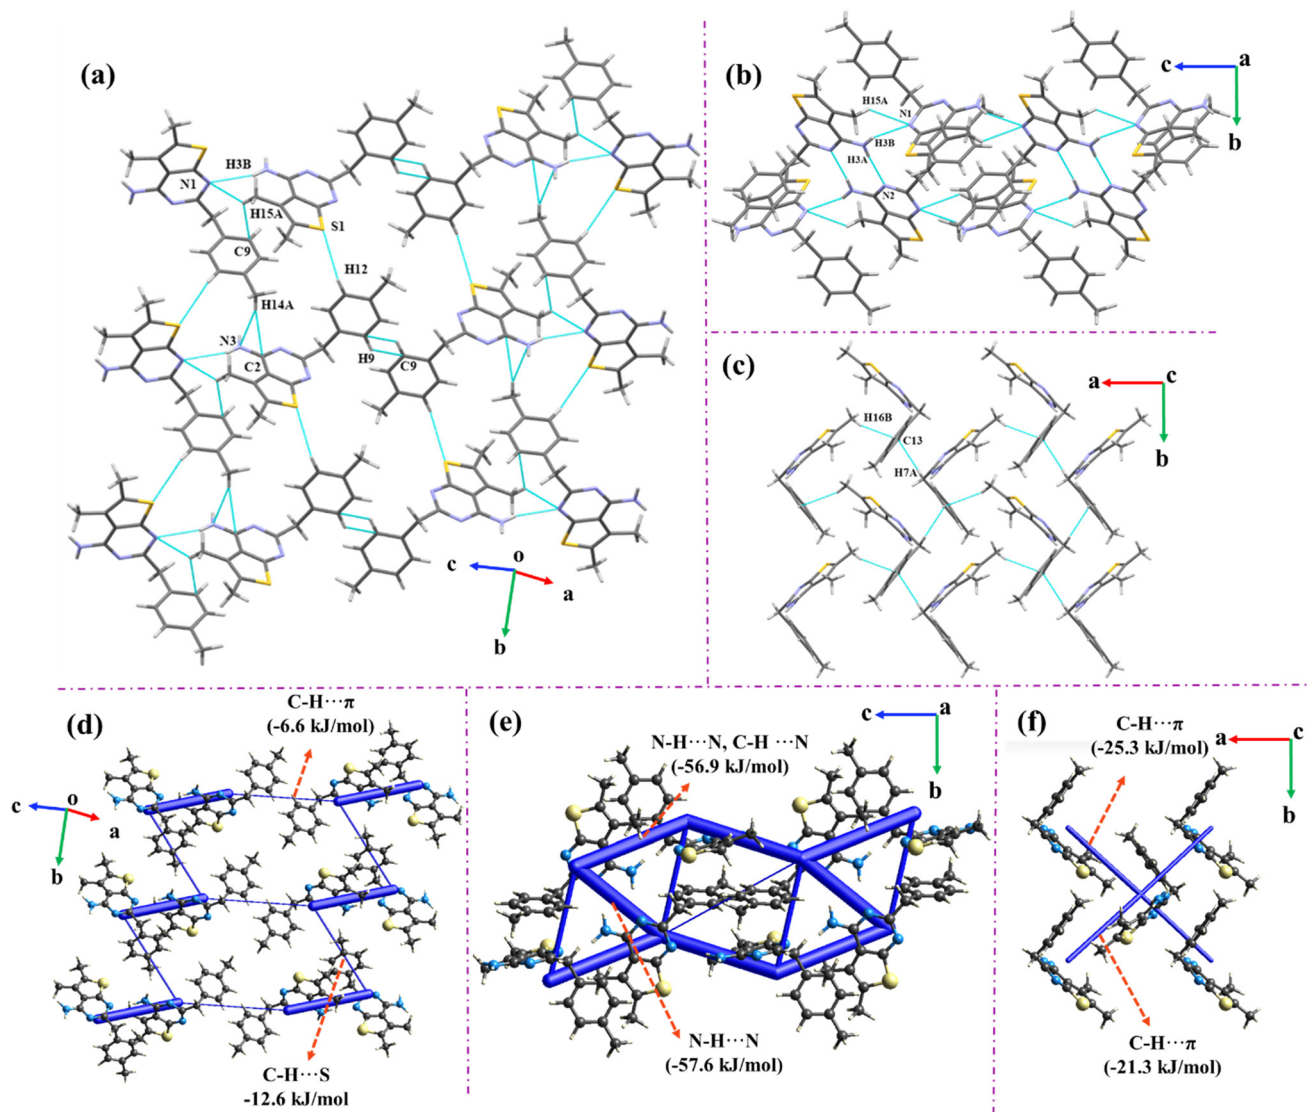 (a)
H3B
N1
H15A
S1
C9
H12
H14A
N3
C2
H9
C9
c
o
a
b
(b)
c
a
b
H15A
N1
H3B
H3A
N2
(c)
a
c
b
H16B
C13
H7A
(d)
C-H⋯π
(-6.6 kJ/mol)
c
o
a
b
C-H⋯S
-12.6 kJ/mol
(e)
N-H⋯N, C-H ⋯N
(-56.9 kJ/mol)
c
a
b
N-H⋯N
(-57.6 kJ/mol)
(f)
C-H⋯π
(-25.3 kJ/mol)
a
c
b
C-H⋯π
(-21.3 kJ/mol)